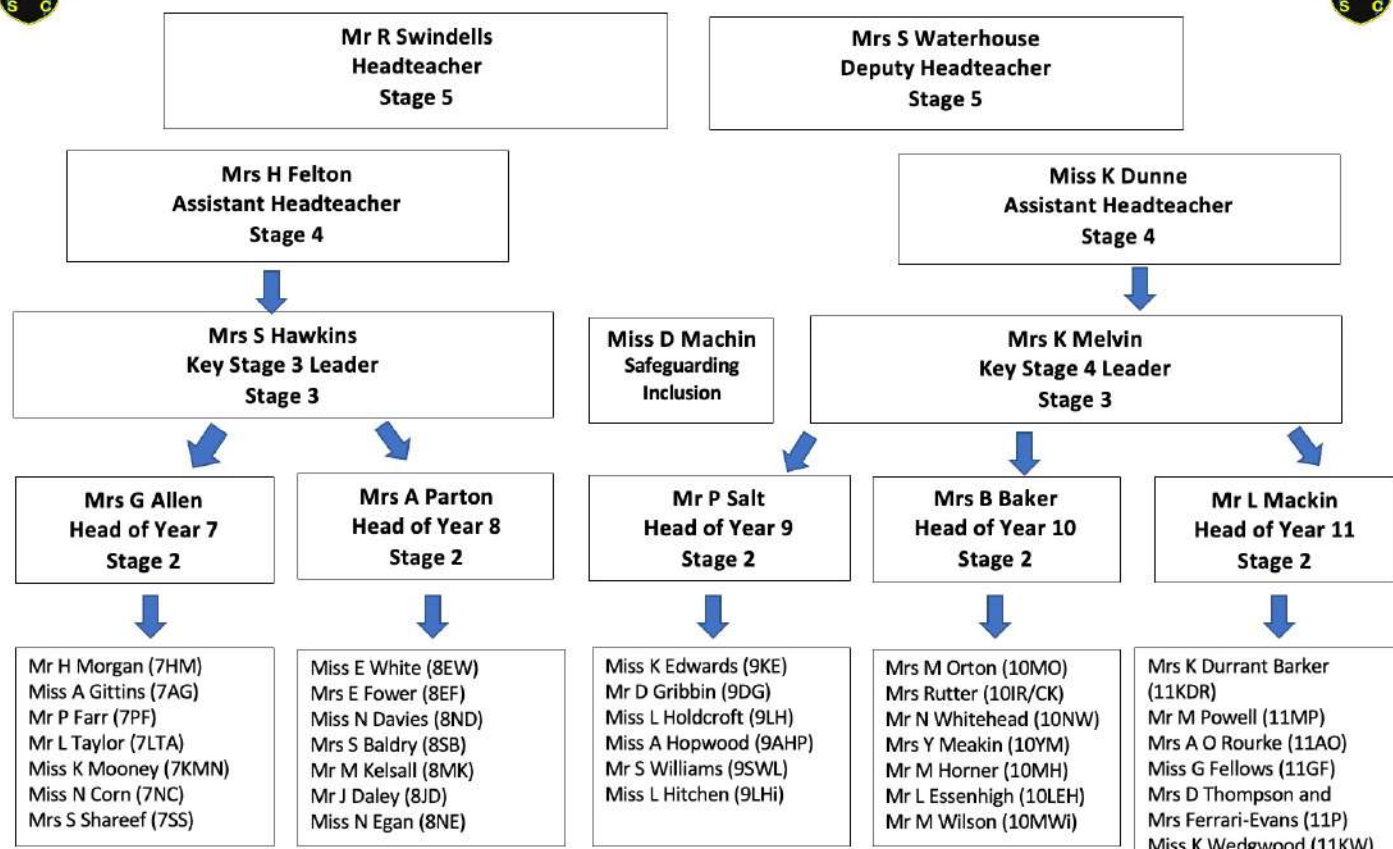 S C
S C
Mr R Swindells
Headteacher
Stage 5
Mrs S Waterhouse
Deputy Headteacher
Stage 5
Mrs H Felton
Assistant Headteacher
Stage 4
Miss K Dunne
Assistant Headteacher
Stage 4
Mrs S Hawkins
Key Stage 3 Leader
Stage 3
Miss D Machin
Safeguarding
Inclusion
Mrs K Melvin
Key Stage 4 Leader
Stage 3
Mrs G Allen
Head of Year 7
Stage 2
Mrs A Parton
Head of Year 8
Stage 2
Mr P Salt
Head of Year 9
Stage 2
Mrs B Baker
Head of Year 10
Stage 2
Mr L Mackin
Head of Year 11
Stage 2
Mr H Morgan (7HM)
Miss A Gittins (7AG)
Mr P Farr (7PF)
Mr L Taylor (7LTA)
Miss K Mooney (7KMN)
Miss N Corn (7NC)
Mrs S Shareef (7SS)
Miss E White (8EW)
Mrs E Fower (8EF)
Miss N Davies (8ND)
Mrs S Baldry (8SB)
Mr M Kelsall (8MK)
Mr J Daley (8JD)
Miss N Egan (8NE)
Miss K Edwards (9KE)
Mr D Gribbin (9DG)
Miss L Holdcroft (9LH)
Miss A Hopwood (9AHP)
Mr S Williams (9SWL)
Miss L Hitchen (9LHi)
Mrs M Orton (10MO)
Mrs Rutter (10IR/CK)
Mr N Whitehead (10NW)
Mrs Y Meakin (10YM)
Mr M Horner (10MH)
Mr L Essenhigh (10LEH)
Mr M Wilson (10MWi)
Mrs K Durrant Barker
(11KDR)
Mr M Powell (11MP)
Mrs A O Rourke (11AO)
Miss G Fellows (11GF)
Mrs D Thompson and
Mrs Ferrari-Evans (11P)
Miss K Wedgwood (11KW)